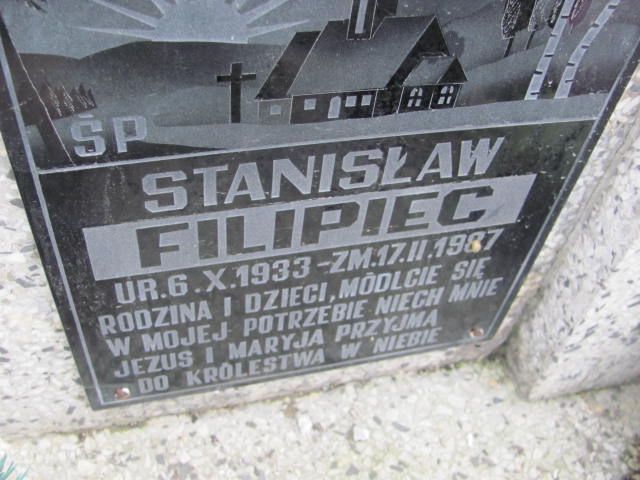 ŚP
STANISŁAW
FILIPIEC
UR.6.X.1933-ZM.17.II.1987
RODZINA I DZIECI, MÓDLCIE SIĘ
W MOJEJ POTRZEBIE NIECH MNIE
JEZUS I MARYJA PRZYJMĄ
DO KRÓLESTWA W NIEBIE